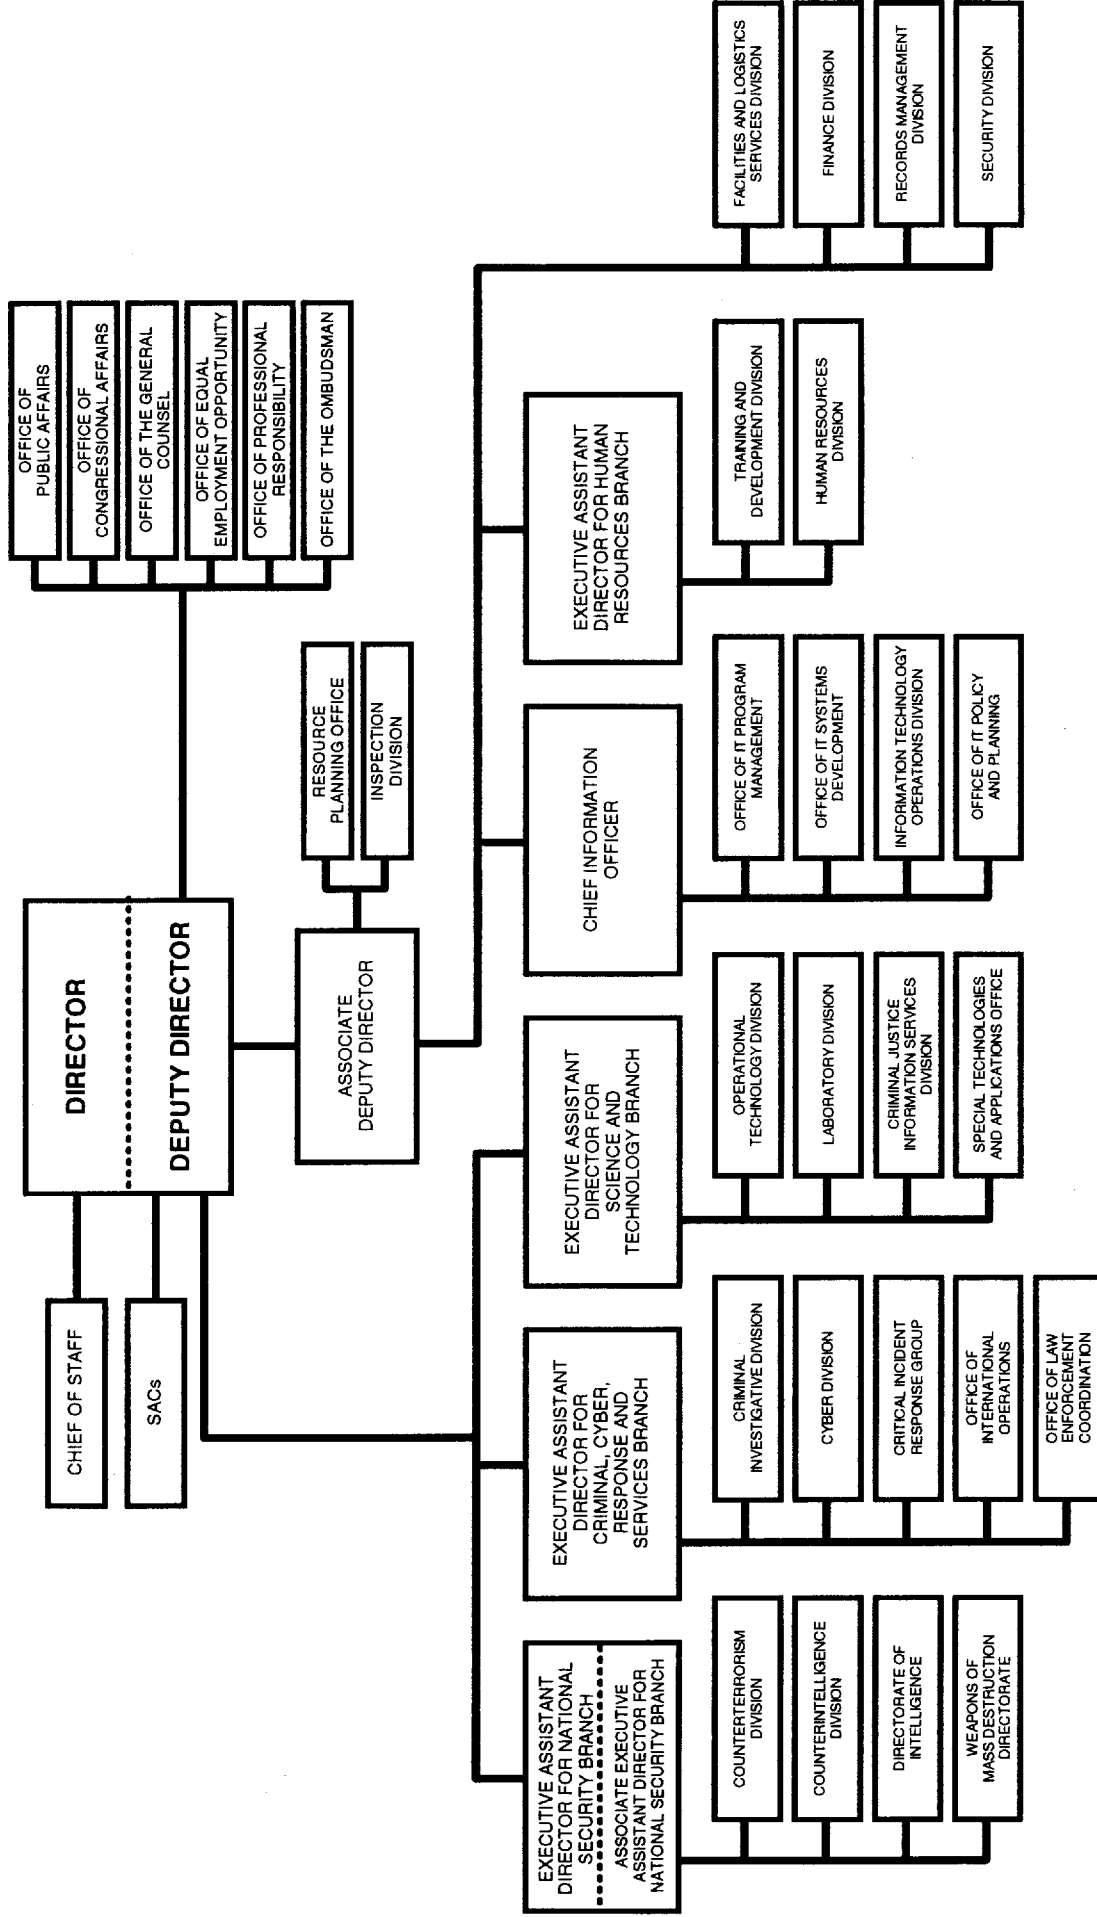 DIRECTOR
DEPUTY DIRECTOR
CHIEF OF STAFF
SACs
OFFICE OF
PUBLIC AFFAIRS
OFFICE OF
CONGRESSIONAL AFFAIRS
OFFICE OF THE GENERAL
COUNSEL
OFFICE OF EQUAL
EMPLOYMENT OPPORTUNITY
OFFICE OF PROFESSIONAL
RESPONSIBILITY
OFFICE OF THE OMBUDSMAN
ASSOCIATE
DEPUTY DIRECTOR
RESOURCE
PLANNING OFFICE
INSPECTION
DIVISION
EXECUTIVE ASSISTANT
DIRECTOR FOR NATIONAL
SECURITY BRANCH
ASSOCIATE EXECUTIVE
ASSISTANT DIRECTOR FOR
NATIONAL SECURITY BRANCH
COUNTERTERRORISM
DIVISION
COUNTERINTELLIGENCE
DIVISION
DIRECTORATE OF
INTELLIGENCE
WEAPONS OF
MASS DESTRUCTION
DIRECTORATE
EXECUTIVE ASSISTANT
DIRECTOR FOR
CRIMINAL, CYBER,
RESPONSE AND
SERVICES BRANCH
CRIMINAL
INVESTIGATIVE DIVISION
CYBER DIVISION
CRITICAL INCIDENT
RESPONSE GROUP
OFFICE OF
INTERNATIONAL
OPERATIONS
OFFICE OF LAW
ENFORCEMENT
COORDINATION
EXECUTIVE ASSISTANT
DIRECTOR FOR
SCIENCE AND
TECHNOLOGY BRANCH
OPERATIONAL
TECHNOLOGY DIVISION
LABORATORY DIVISION
CRIMINAL JUSTICE
INFORMATION SERVICES
DIVISION
SPECIAL TECHNOLOGIES
AND APPLICATIONS OFFICE
CHIEF INFORMATION
OFFICER
OFFICE OF IT PROGRAM
MANAGEMENT
OFFICE OF IT SYSTEMS
DEVELOPMENT
INFORMATION TECHNOLOGY
OPERATIONS DIVISION
OFFICE OF IT POLICY
AND PLANNING
EXECUTIVE ASSISTANT
DIRECTOR FOR HUMAN
RESOURCES BRANCH
TRAINING AND
DEVELOPMENT DIVISION
HUMAN RESOURCES
DIVISION
FACILITIES AND LOGISTICS
SERVICES DIVISION
FINANCE DIVISION
RECORDS MANAGEMENT
DIVISION
SECURITY DIVISION